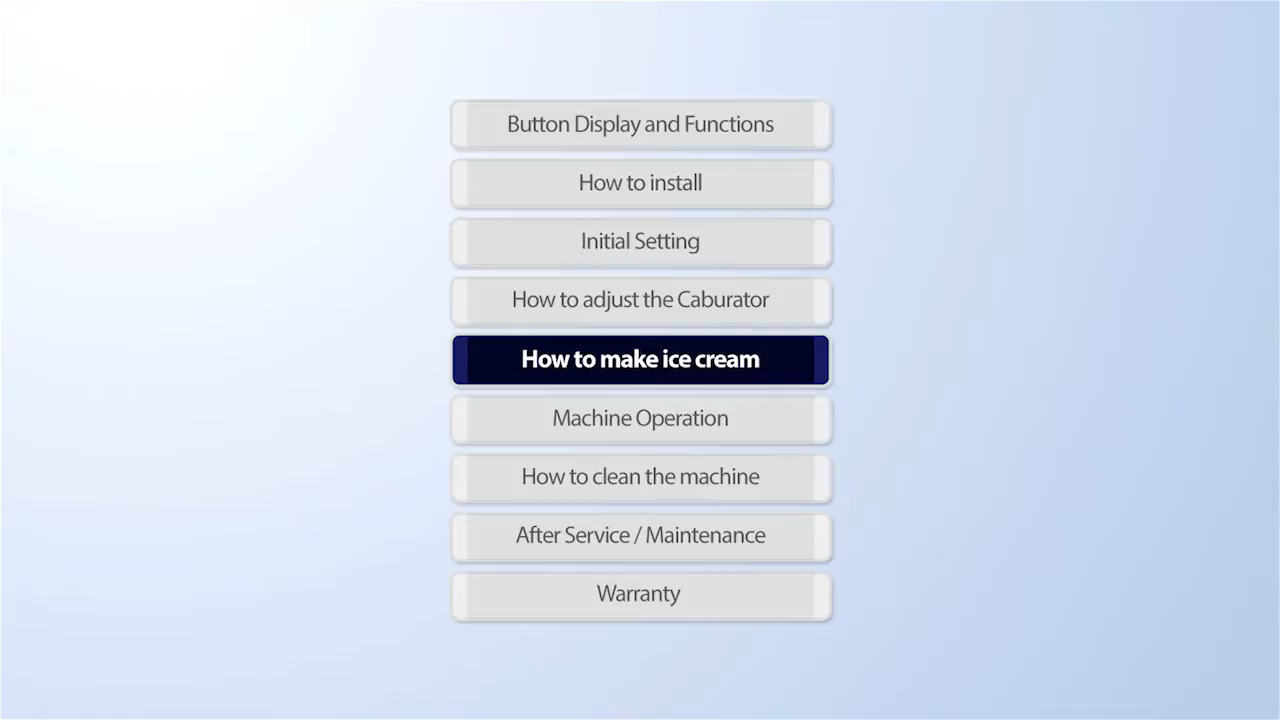 Button Display and Functions
How to install
Initial Setting
How to adjust the Caburator
How to make ice cream
Machine Operation
How to clean the machine
After Service / Maintenance
Warranty